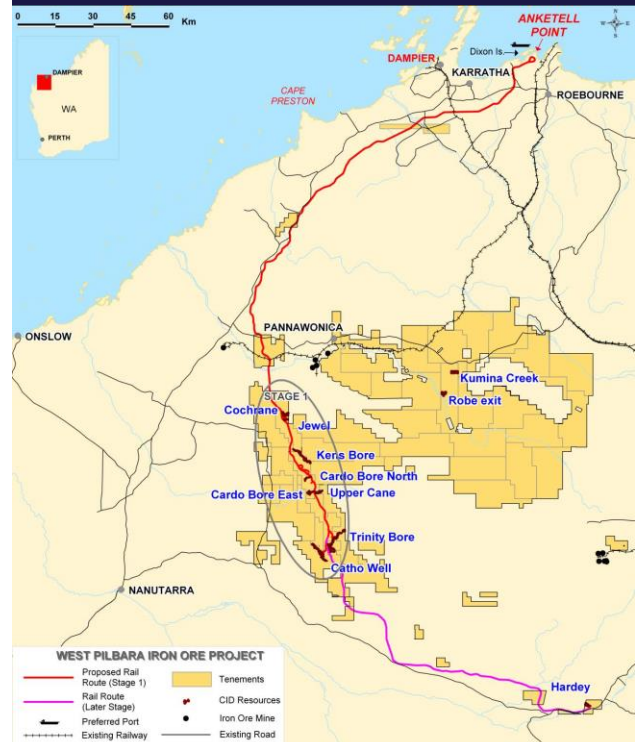 0 15 30 45 60
Km
DAMPIER
WA
PERTH
ANKETELL
POINT
Dixon Is.
DAMPIER
KARRATHA
ROEBOURNE
CAPE
PRESTON
ONSLOW
PANNAWONICA
Kumina Creek
Robe exit
STAGE 1
Cochrane
Jewel
Kens Bore
Cardo Bore North
Cardo Bore East
Upper Cane
Trinity Bore
Catho Well
NANUTARRA
Hardey
WEST PILBARA IRON ORE PROJECT
Proposed Rail
Route (Stage 1)
Rail Route
(Later Stage)
Preferred Port
Existing Railway
Tenements
CID Resources
Iron Ore Mine
Existing Road